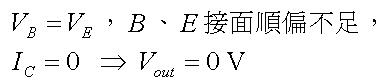 V_B = V_E ，B 、E 接面順偏不足，
I_C = 0 ⇒ V_out = 0 V